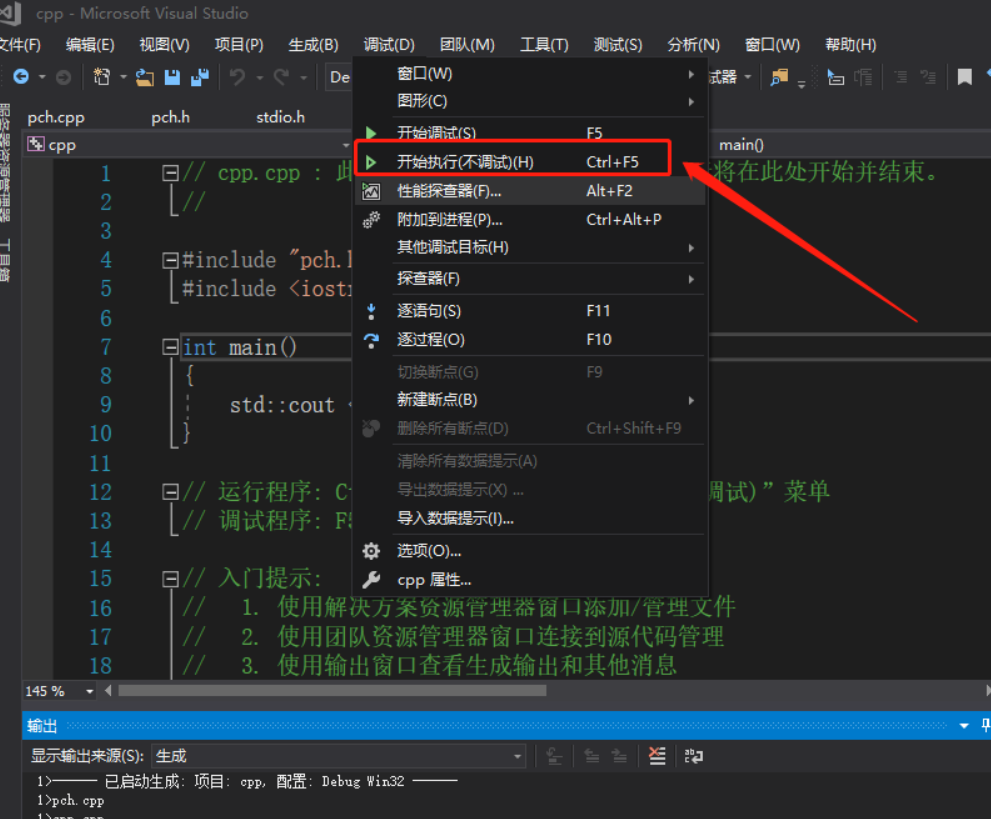 cpp - Microsoft Visual Studio
文件(F) 编辑(E) 视图(V) 项目(P) 生成(B) 调试(D) 团队(M) 工具(T) 测试(S) 分析(N) 窗口(W) 帮助(H)
De 试器
pch.cpp pch.h stdio.h
cpp main()
服务器资源管理器
工具箱
窗口(W)
图形(C)
开始调试(S) F5
开始执行(不调试)(H) Ctrl+F5
性能探查器(F)... Alt+F2
附加到进程(P)... Ctrl+Alt+P
其他调试目标(H)
探查器(F)
逐语句(S) F11
逐过程(O) F10
切换断点(G) F9
新建断点(B)
删除所有断点(D) Ctrl+Shift+F9
清除所有数据提示(A)
导出数据提示(X) ...
导入数据提示(I)...
选项(O)...
cpp 属性...
1 // cpp.cpp : 此 将在此处开始并结束。
2 //
3
4 #include "pch.h
5 #include <iostr
6
7 int main()
8 {
9 std::cout <
10 }
11
12 // 运行程序: Ct 调试)”菜单
13 // 调试程序: F5
14
15 // 入门提示:
16 // 1. 使用解决方案资源管理器窗口添加/管理文件
17 // 2. 使用团队资源管理器窗口连接到源代码管理
18 // 3. 使用输出窗口查看生成输出和其他消息
145 %
输出
显示输出来源(S): 生成
1>------ 已启动生成: 项目: cpp, 配置: Debug Win32 ------
1>pch.cpp
1>cpp.cpp